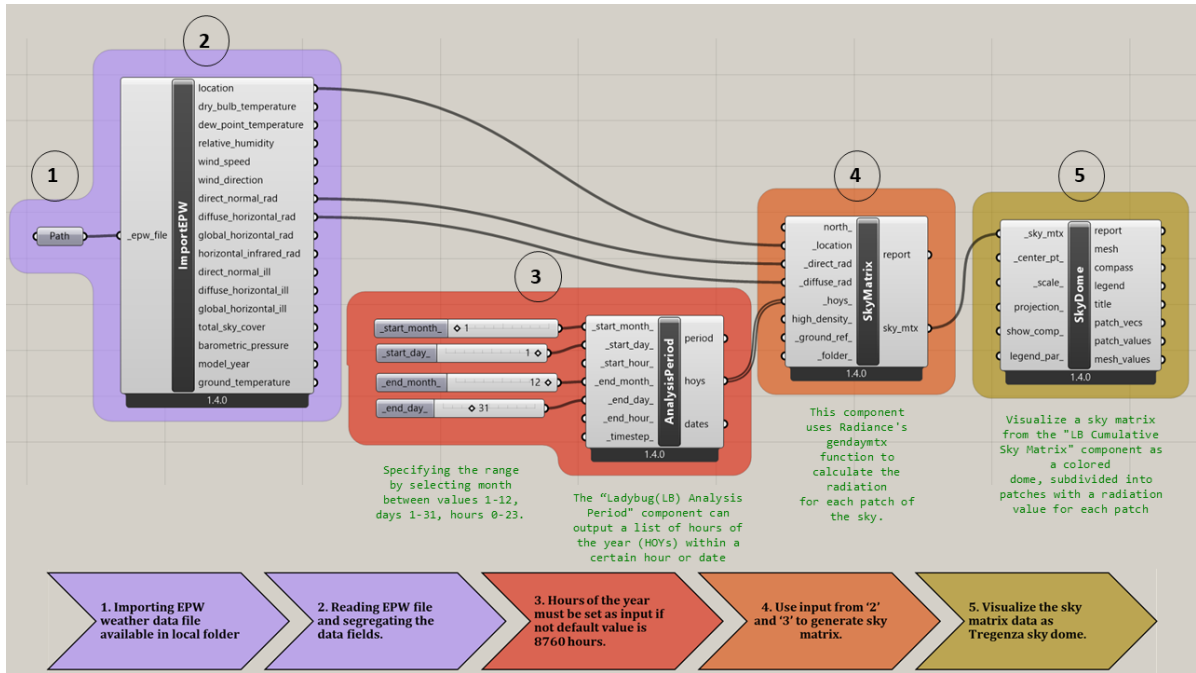 2
location
dry_bulb_temperature
dew_point_temperature
relative_humidity
wind_speed
wind_direction
direct_normal_rad
diffuse_horizontal_rad
global_horizontal_rad
horizontal_infrared_rad
direct_normal_ill
diffuse_horizontal_ill
global_horizontal_ill
total_sky_cover
barometric_pressure
model_year
ground_temperature
_epw_file
ImportEPW
1.4.0
1
Path
3
_start_month_
1
_start_day_
1
_end_month_
12
_end_day_
31
_start_month_
_start_day_
_start_hour_
_end_month_
_end_day_
_end_hour_
_timestep_
AnalysisPeriod
period
hoys
dates
1.4.0
Specifying the range
by selecting month
between values 1-12,
days 1-31, hours 0-23.
The “Ladybug(LB) Analysis
Period" component can
output a list of hours of
the year (HOYs) within a
certain hour or date
4
north_
_location
_direct_rad
_diffuse_rad
_hoys_
high_density_
_ground_ref_
_folder_
SkyMatrix
report
sky_mtx
1.4.0
This component
uses Radiance's
gendaymtx
function to
calculate the
radiation
for each patch of
the sky.
5
_sky_mtx
_center_pt_
_scale_
projection_
show_comp_
legend_par_
SkyDome
report
mesh
compass
legend
title
patch_vecs
patch_values
mesh_values
1.4.0
Visualize a sky matrix
from the "LB Cumulative
Sky Matrix" component as
a colored
dome, subdivided into
patches with a radiation
value for each patch
1. Importing EPW
weather data file
available in local folder
2. Reading EPW file
and segregating the
data fields.
3. Hours of the year
must be set as input if
not default value is
8760 hours.
4. Use input from ‘2’
and ‘3’ to generate sky
matrix.
5. Visualize the sky
matrix data as
Tregenza sky dome.